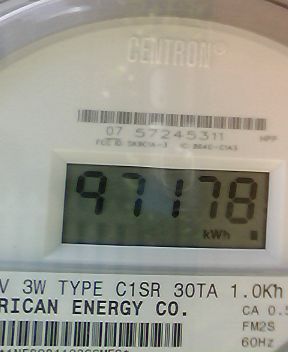 CENTRON®
07 57245311
97178
kWh
V 3W TYPE C1SR 30TA 1.0Kh
RICAN ENERGY CO.
CA 0.5
FM2S
60Hz